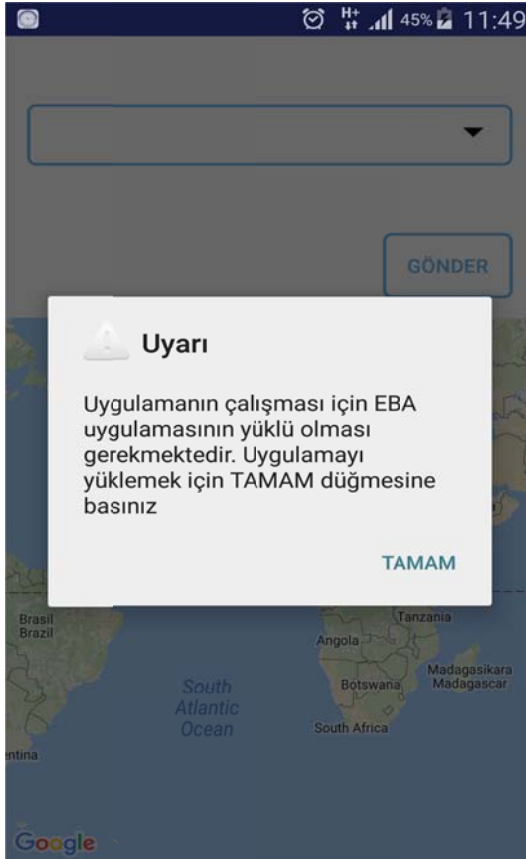 H+ 45% 11:49
GÖNDER
Uyarı
Uygulamanın çalışması için EBA
uygulamasının yüklü olması
gerekmektedir. Uygulamayı
yüklemek için TAMAM düğmesine
basınız
TAMAM
Brasil
Brazil
Tanzania
Angola
Madagasikara
Botswana
Madagascar
South
Atlantic
Ocean
South Africa
entina
Google